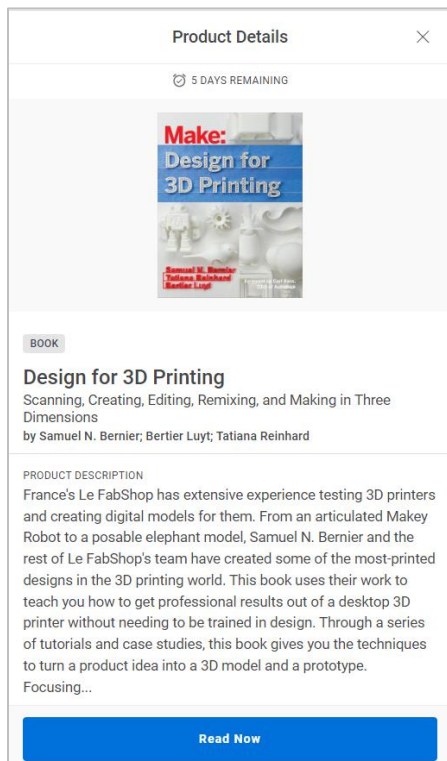 Product Details
5 DAYS REMAINING
Make:
Design for
3D Printing
Samuel N. Bernier
Tatiana Reinhard
Bertier Luyt
BOOK
Design for 3D Printing
Scanning, Creating, Editing, Remixing, and Making in Three
Dimensions
by Samuel N. Bernier; Bertier Luyt; Tatiana Reinhard
PRODUCT DESCRIPTION
France's Le FabShop has extensive experience testing 3D printers
and creating digital models for them. From an articulated Makey
Robot to a posable elephant model, Samuel N. Bernier and the
rest of Le FabShop's team have created some of the most-printed
designs in the 3D printing world. This book uses their work to
teach you how to get professional results out of a desktop 3D
printer without needing to be trained in design. Through a series
of tutorials and case studies, this book gives you the techniques
to turn a product idea into a 3D model and a prototype.
Focusing...
Read Now